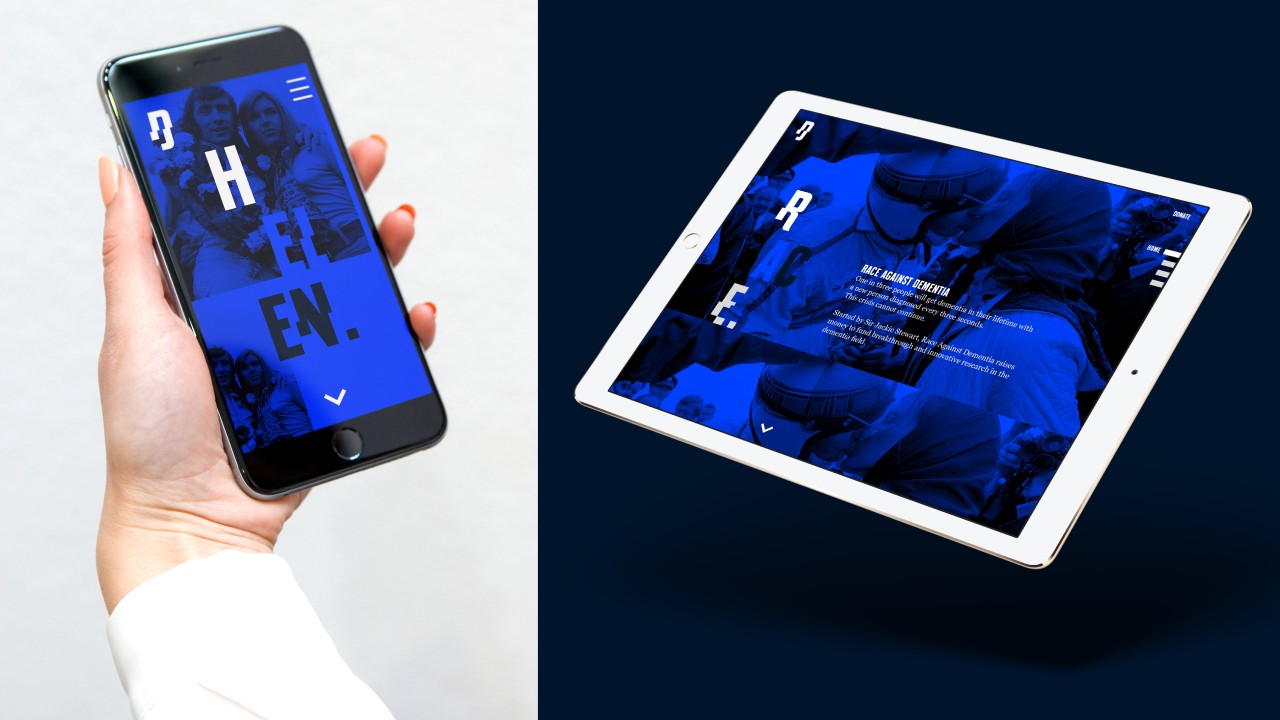 D
H
EL
EN.
D
DONATE
HOME
R
AC
E.
RACE AGAINST DEMENTIA
One in three people will get dementia in their lifetime with
a new person diagnosed every three seconds.
This crisis cannot continue.
Started by Sir Jackie Stewart, Race Against Dementia raises
money to fund breakthrough and innovative research in the
dementia field.